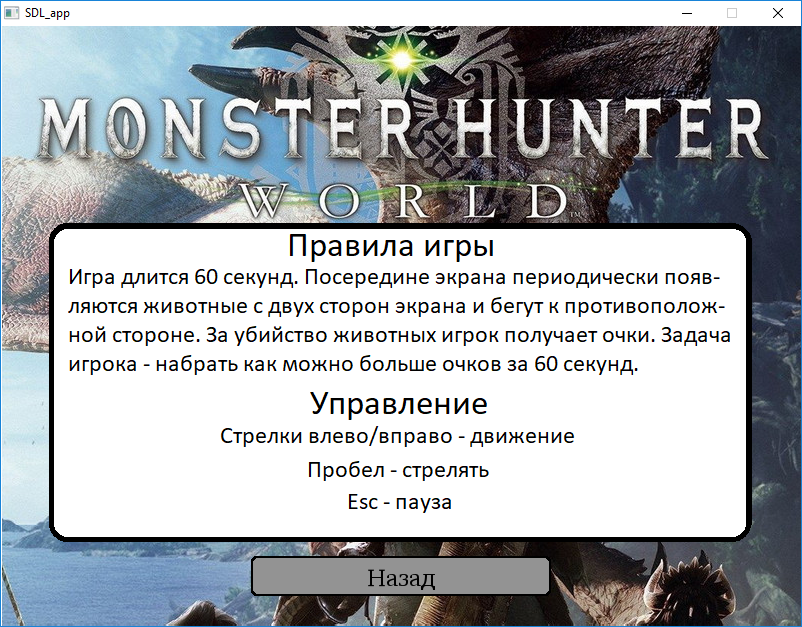 SDL_app
MONSTER HUNTER
WORLD™
Правила игры
Игра длится 60 секунд. Посередине экрана периодически появ-
ляются животные с двух сторон экрана и бегут к противополож-
ной стороне. За убийство животных игрок получает очки. Задача
игрока - набрать как можно больше очков за 60 секунд.
Управление
Стрелки влево/вправо - движение
Пробел - стрелять
Esc - пауза
Назад